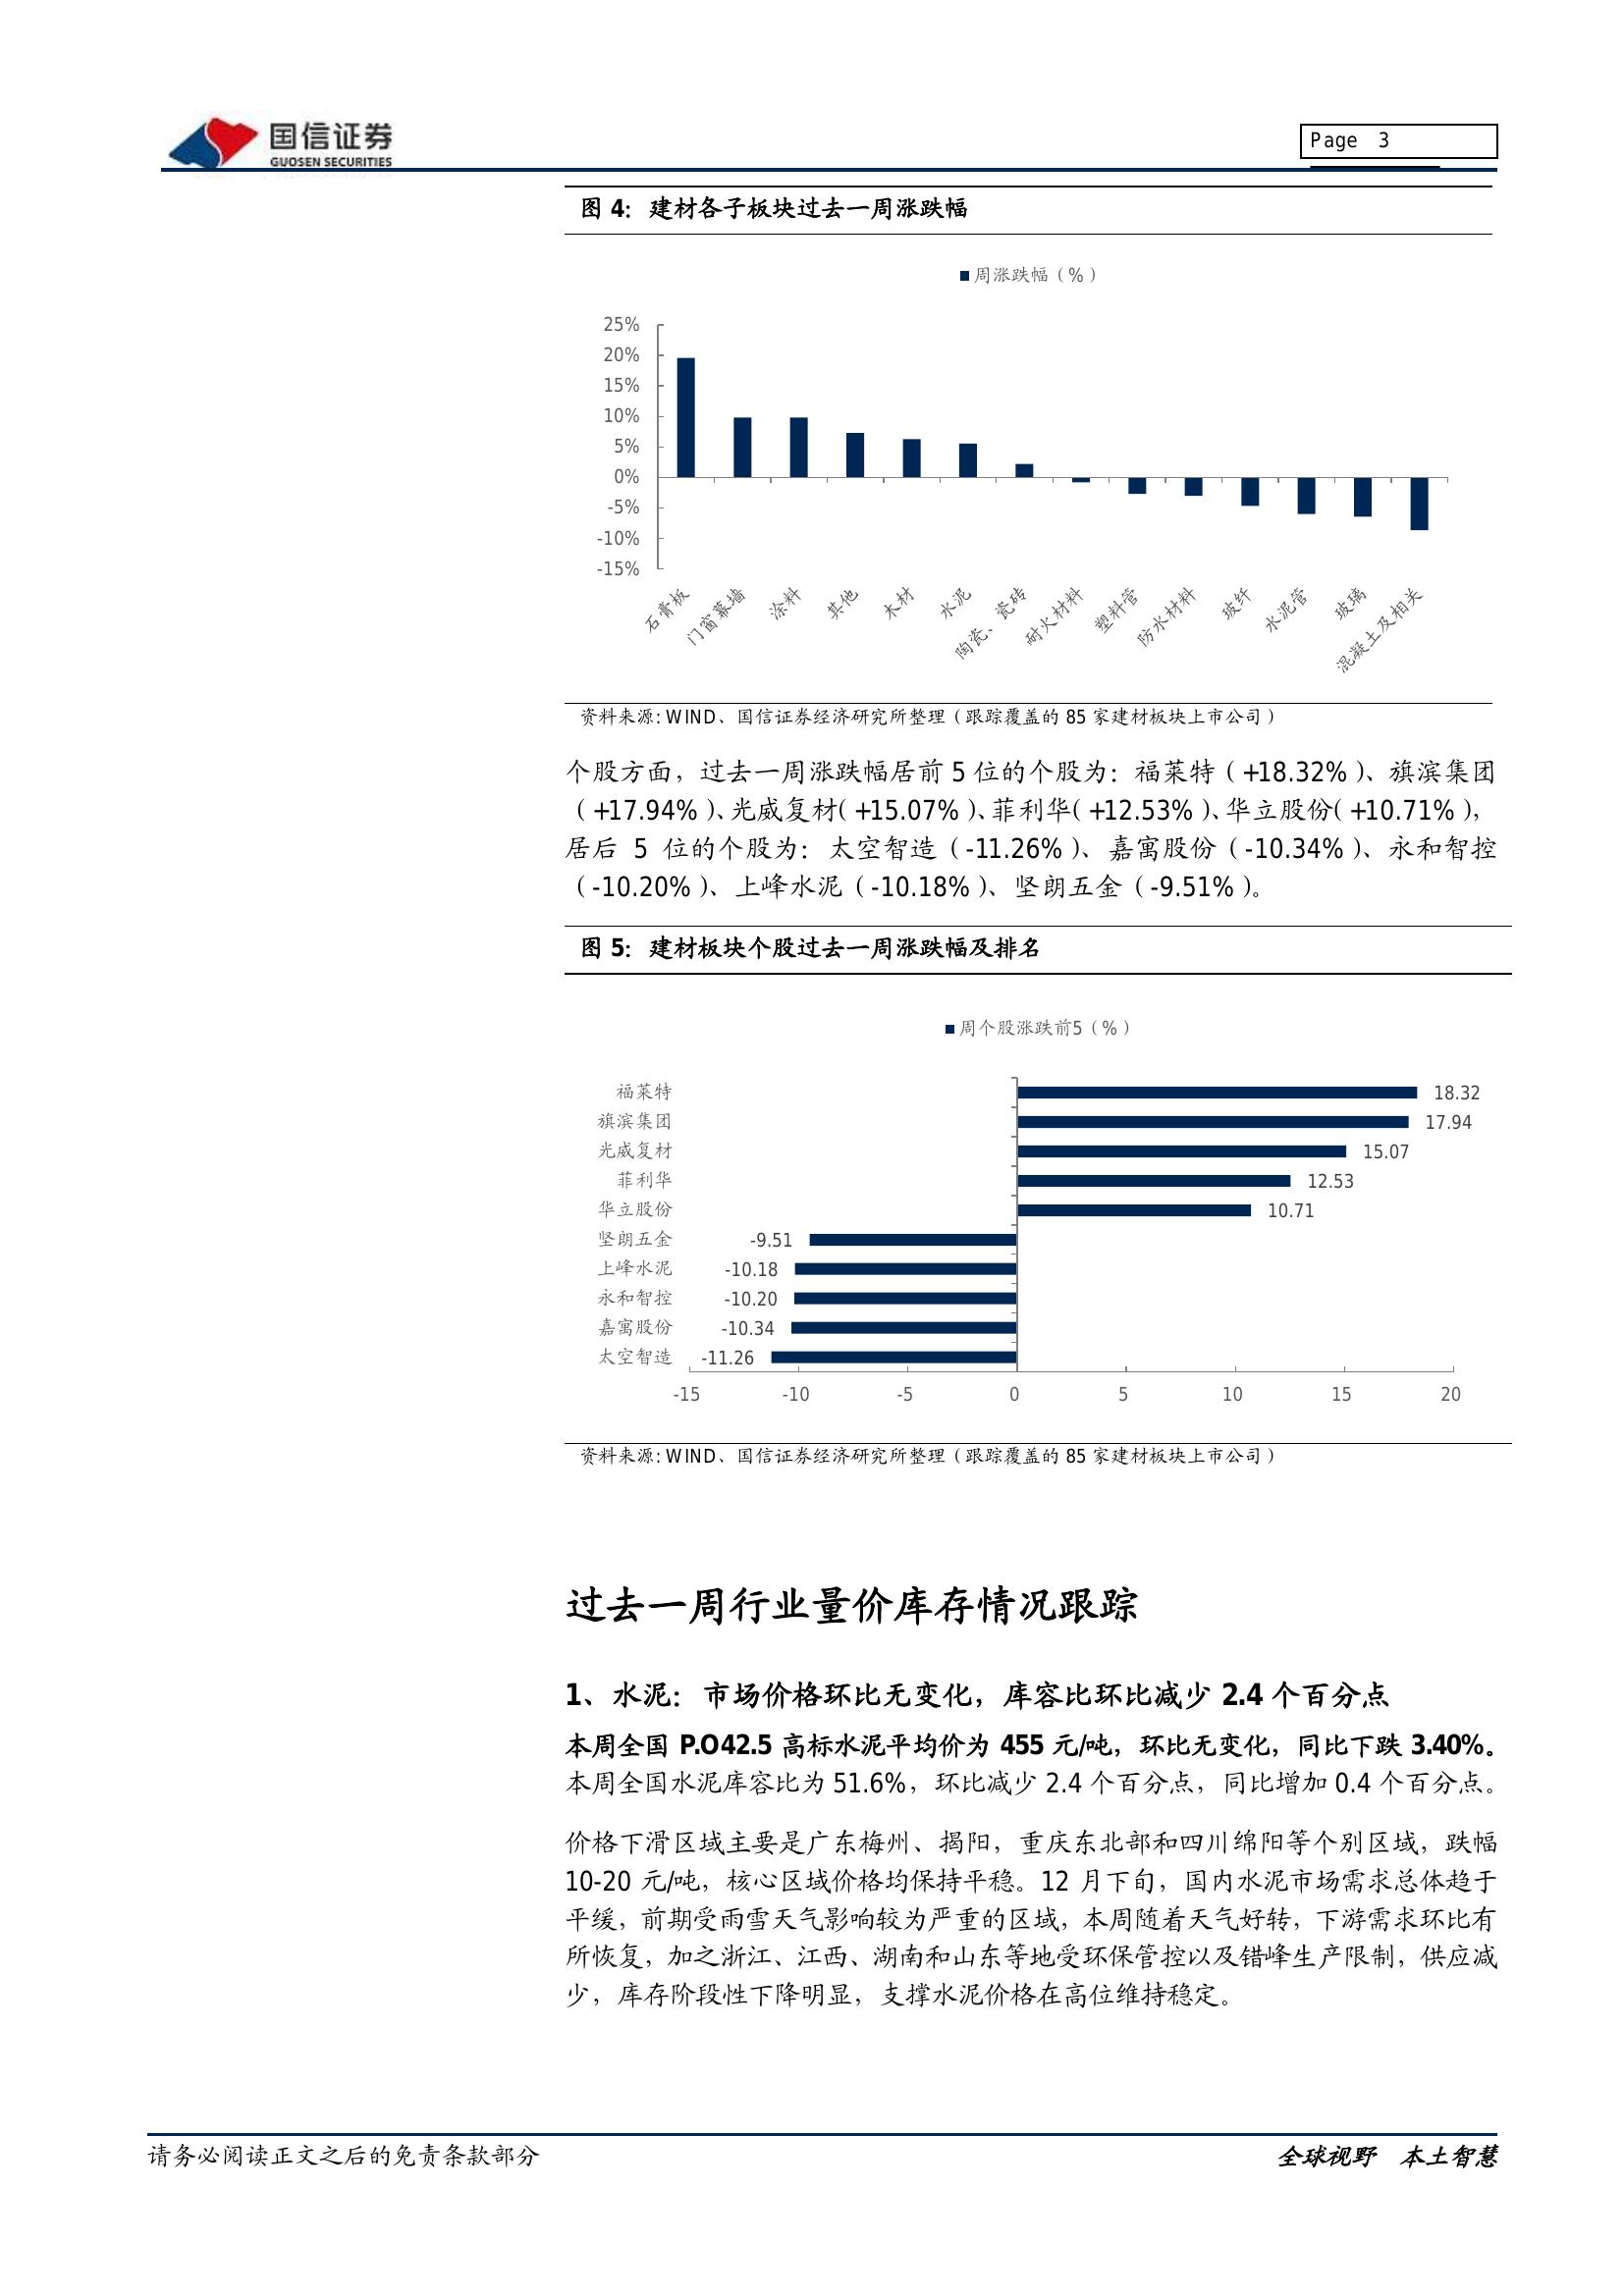 国信证券
GUOSEN SECURITIES
Page 3
图 4：建材各子板块过去一周涨跌幅
周涨跌幅（%）
25%
20%
15%
10%
5%
0%
-5%
-10%
-15%
石膏板
门窗幕墙
涂料
其他
木材
水泥
陶瓷、瓷砖
耐火材料
塑料管
防水材料
玻纤
水泥管
玻璃
混凝土及相关
资料来源：WIND、国信证券经济研究所整理（跟踪覆盖的 85 家建材板块上市公司）
个股方面，过去一周涨跌幅居前 5 位的个股为：福莱特（+18.32%）、旗滨集团
（+17.94%）、光威复材（+15.07%）、菲利华（+12.53%）、华立股份（+10.71%），
居后 5 位的个股为：太空智造（-11.26%）、嘉寓股份（-10.34%）、永和智控
（-10.20%）、上峰水泥（-10.18%）、坚朗五金（-9.51%）。
图 5：建材板块个股过去一周涨跌幅及排名
周个股涨跌前5（%）
福莱特 18.32
旗滨集团 17.94
光威复材 15.07
菲利华 12.53
华立股份 10.71
坚朗五金 -9.51
上峰水泥 -10.18
永和智控 -10.20
嘉寓股份 -10.34
太空智造 -11.26
-15 -10 -5 0 5 10 15 20
资料来源：WIND、国信证券经济研究所整理（跟踪覆盖的 85 家建材板块上市公司）
过去一周行业量价库存情况跟踪
1、水泥：市场价格环比无变化，库容比环比减少 2.4 个百分点
本周全国 P.O42.5 高标水泥平均价为 455 元/吨，环比无变化，同比下跌 3.40%。
本周全国水泥库容比为 51.6%，环比减少 2.4 个百分点，同比增加 0.4 个百分点。
价格下滑区域主要是广东梅州、揭阳，重庆东北部和四川绵阳等个别区域，跌幅
10-20 元/吨，核心区域价格均保持平稳。12 月下旬，国内水泥市场需求总体趋于
平缓，前期受雨雪天气影响较为严重的区域，本周随着天气好转，下游需求环比有
所恢复，加之浙江、江西、湖南和山东等地受环保管控以及错峰生产限制，供应减
少，库存阶段性下降明显，支撑水泥价格在高位维持稳定。
请务必阅读正文之后的免责条款部分
全球视野 本土智慧